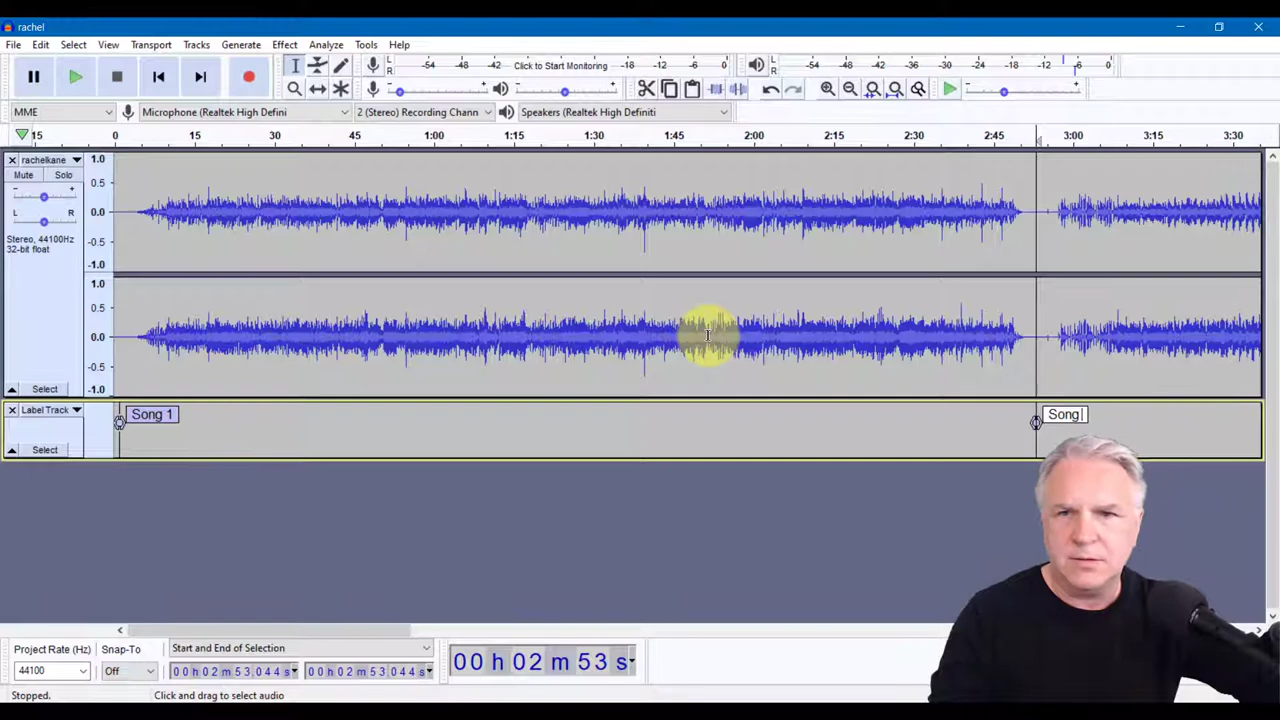 rachel
File Edit Select View Transport Tracks Generate Effect Analyze Tools Help
L R -54 -48 -42 Click to Start Monitoring -18 -12 -6 0 L R -54 -48 -42 -36 -30 -24 -18 -12 -6 0
MME Microphone (Realtek High Defini 2 (Stereo) Recording Chann Speakers (Realtek High Definiti
15 0 15 30 45 1:00 1:15 1:30 1:45 2:00 2:15 2:30 2:45 3:00 3:15 3:30
rachelkane
Mute Solo
- +
L R
Stereo, 44100Hz
32-bit float
Select
1.0
0.5
0.0
-0.5
-1.0
1.0
0.5
0.0
-0.5
-1.0
Label Track
Select
Song 1
Song
Project Rate (Hz) Snap-To Start and End of Selection
44100 Off 00 h 02 m 53.044 s 00 h 02 m 53.044 s
00 h 02 m 53 s
Stopped. Click and drag to select audio